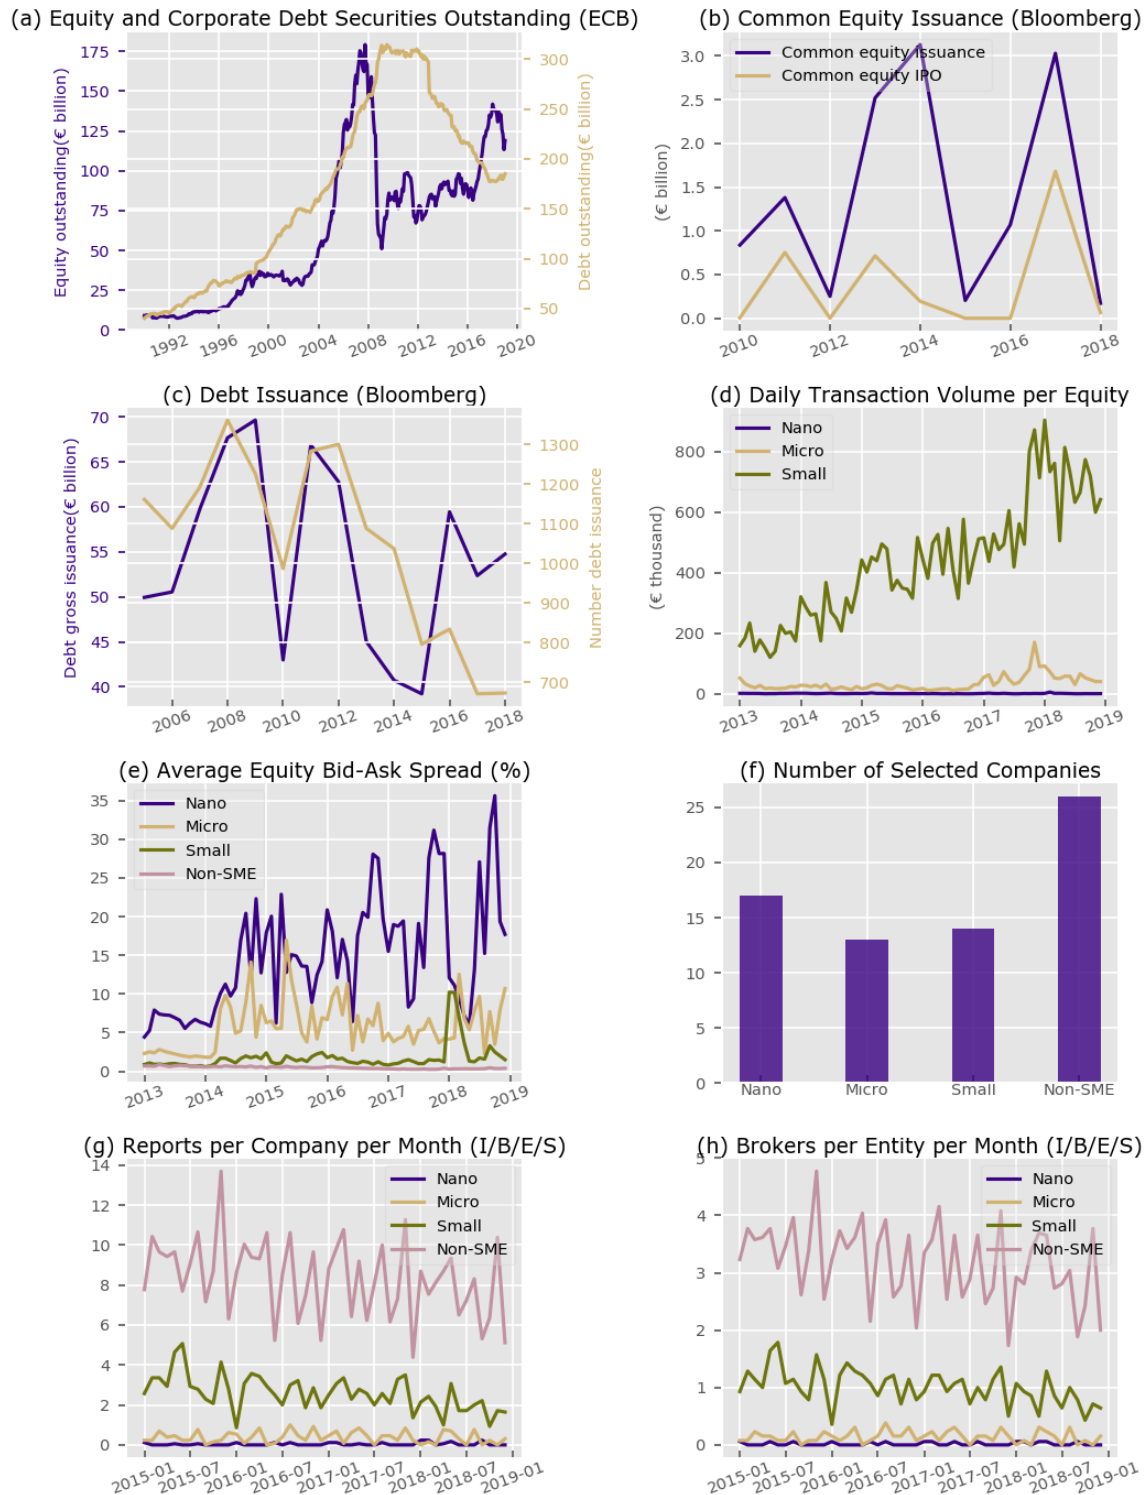 (a) Equity and Corporate Debt Securities Outstanding (ECB)
Equity outstanding(€ billion)
175
150
125
100
75
50
25
0
300
250
200
150
100
50
Debt outstanding(€ billion)
1992 1996 2000 2004 2008 2012 2016 2020
(b) Common Equity Issuance (Bloomberg)
Common equity Issuance
Common equity IPO
(€ billion)
3.0
2.5
2.0
1.5
1.0
0.5
0.0
2010 2012 2014 2016 2018
(c) Debt Issuance (Bloomberg)
Debt gross issuance(€ billion)
70
65
60
55
50
45
40
1300
1200
1100
1000
900
800
700
Number debt issuance
2006 2008 2010 2012 2014 2016 2018
(d) Daily Transaction Volume per Equity
Nano
Micro
Small
(€ thousand)
800
600
400
200
0
2013 2014 2015 2016 2017 2018 2019
(e) Average Equity Bid-Ask Spread (%)
Nano
Micro
Small
Non-SME
35
30
25
20
15
10
5
0
2013 2014 2015 2016 2017 2018 2019
(f) Number of Selected Companies
25
20
15
10
5
0
Nano Micro Small Non-SME
(g) Reports per Company per Month (I/B/E/S)
Nano
Micro
Small
Non-SME
14
12
10
8
6
4
2
0
2015-01 2015-07 2016-01 2016-07 2017-01 2017-07 2018-01 2018-07 2019-01
(h) Brokers per Entity per Month (I/B/E/S)
Nano
Micro
Small
Non-SME
5
4
3
2
1
0
2015-01 2015-07 2016-01 2016-07 2017-01 2017-07 2018-01 2018-07 2019-01